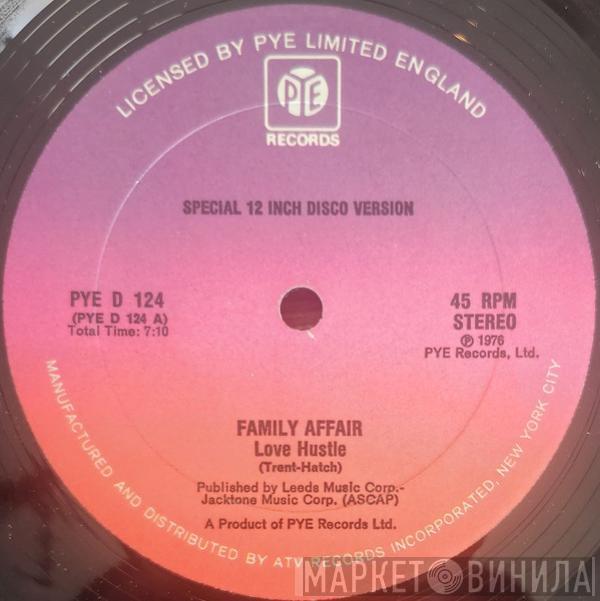 LICENSED BY PYE LIMITED ENGLAND
PYE
RECORDS
SPECIAL 12 INCH DISCO VERSION
PYE D 124
(PYE D 124 A)
Total Time: 7:10
45 RPM
STEREO
℗ 1976
PYE Records, Ltd.
FAMILY AFFAIR
Love Hustle
(Trent-Hatch)
Published by Leeds Music Corp.-
Jacktone Music Corp. (ASCAP)
A Product of PYE Records Ltd.
MANUFACTURED AND DISTRIBUTED BY ATV RECORDS INCORPORATED, NEW YORK CITY
МАРКЕТ ВИНИЛА